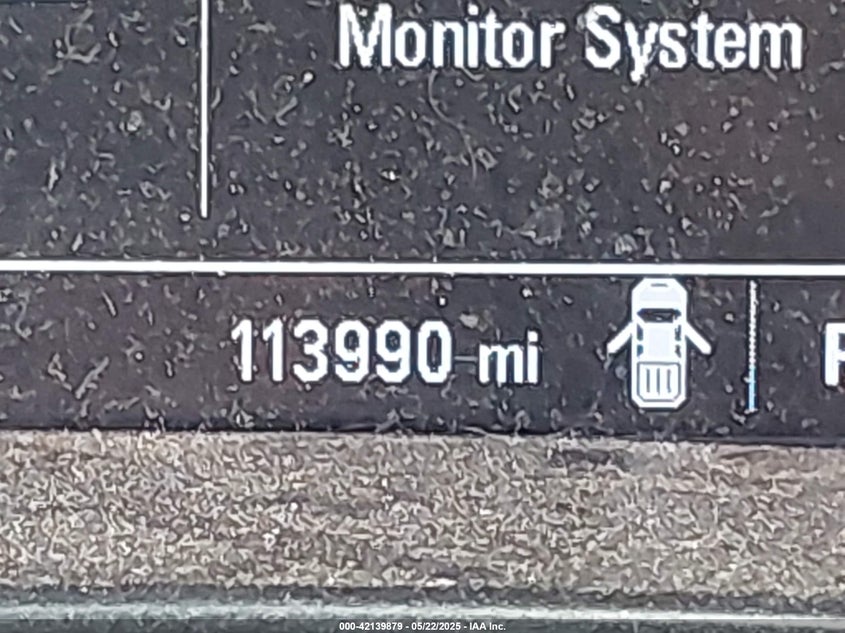 Monitor System
113990 mi
000-42139879 - 05/22/2025 - IAA Inc.